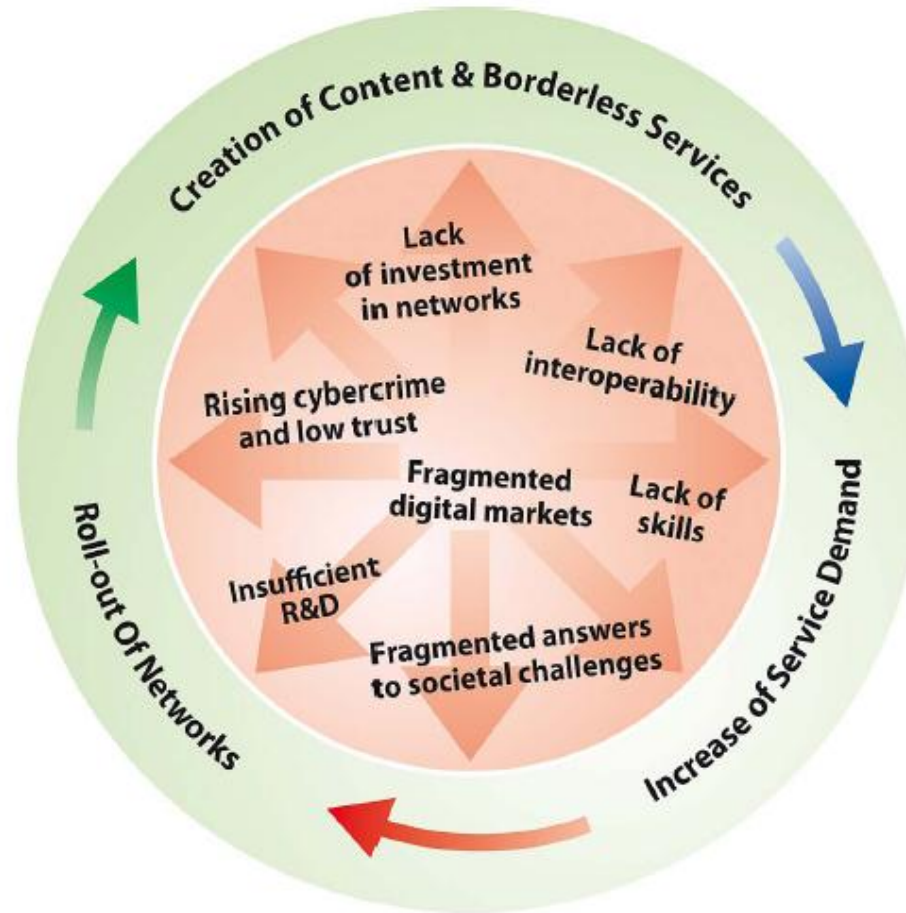 Creation of Content & Borderless Services
Lack
of investment
in networks
Lack of
interoperability
Rising cybercrime
and low trust
Fragmented
digital markets
Lack of
skills
Insufficient
R&D
Fragmented answers
to societal challenges
Increase of Service Demand
Roll-out Of Networks